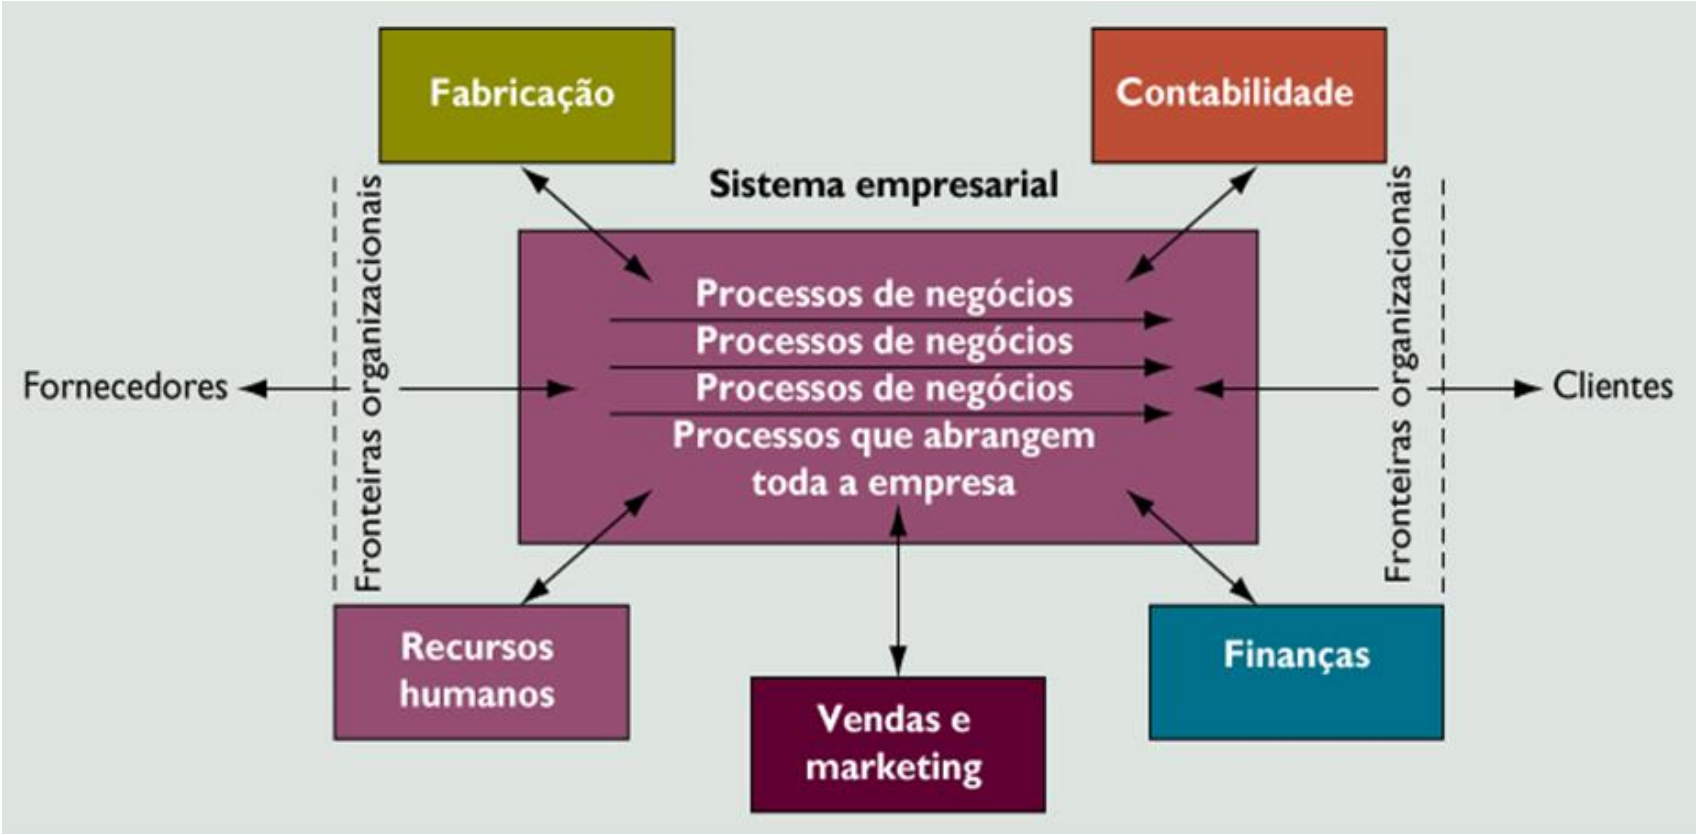 Fabricação
Contabilidade
Sistema empresarial
Fronteiras organizacionais
Fronteiras organizacionais
Processos de negócios
Processos de negócios
Processos de negócios
Processos que abrangem
toda a empresa
Fornecedores
Clientes
Recursos
humanos
Vendas e
marketing
Finanças